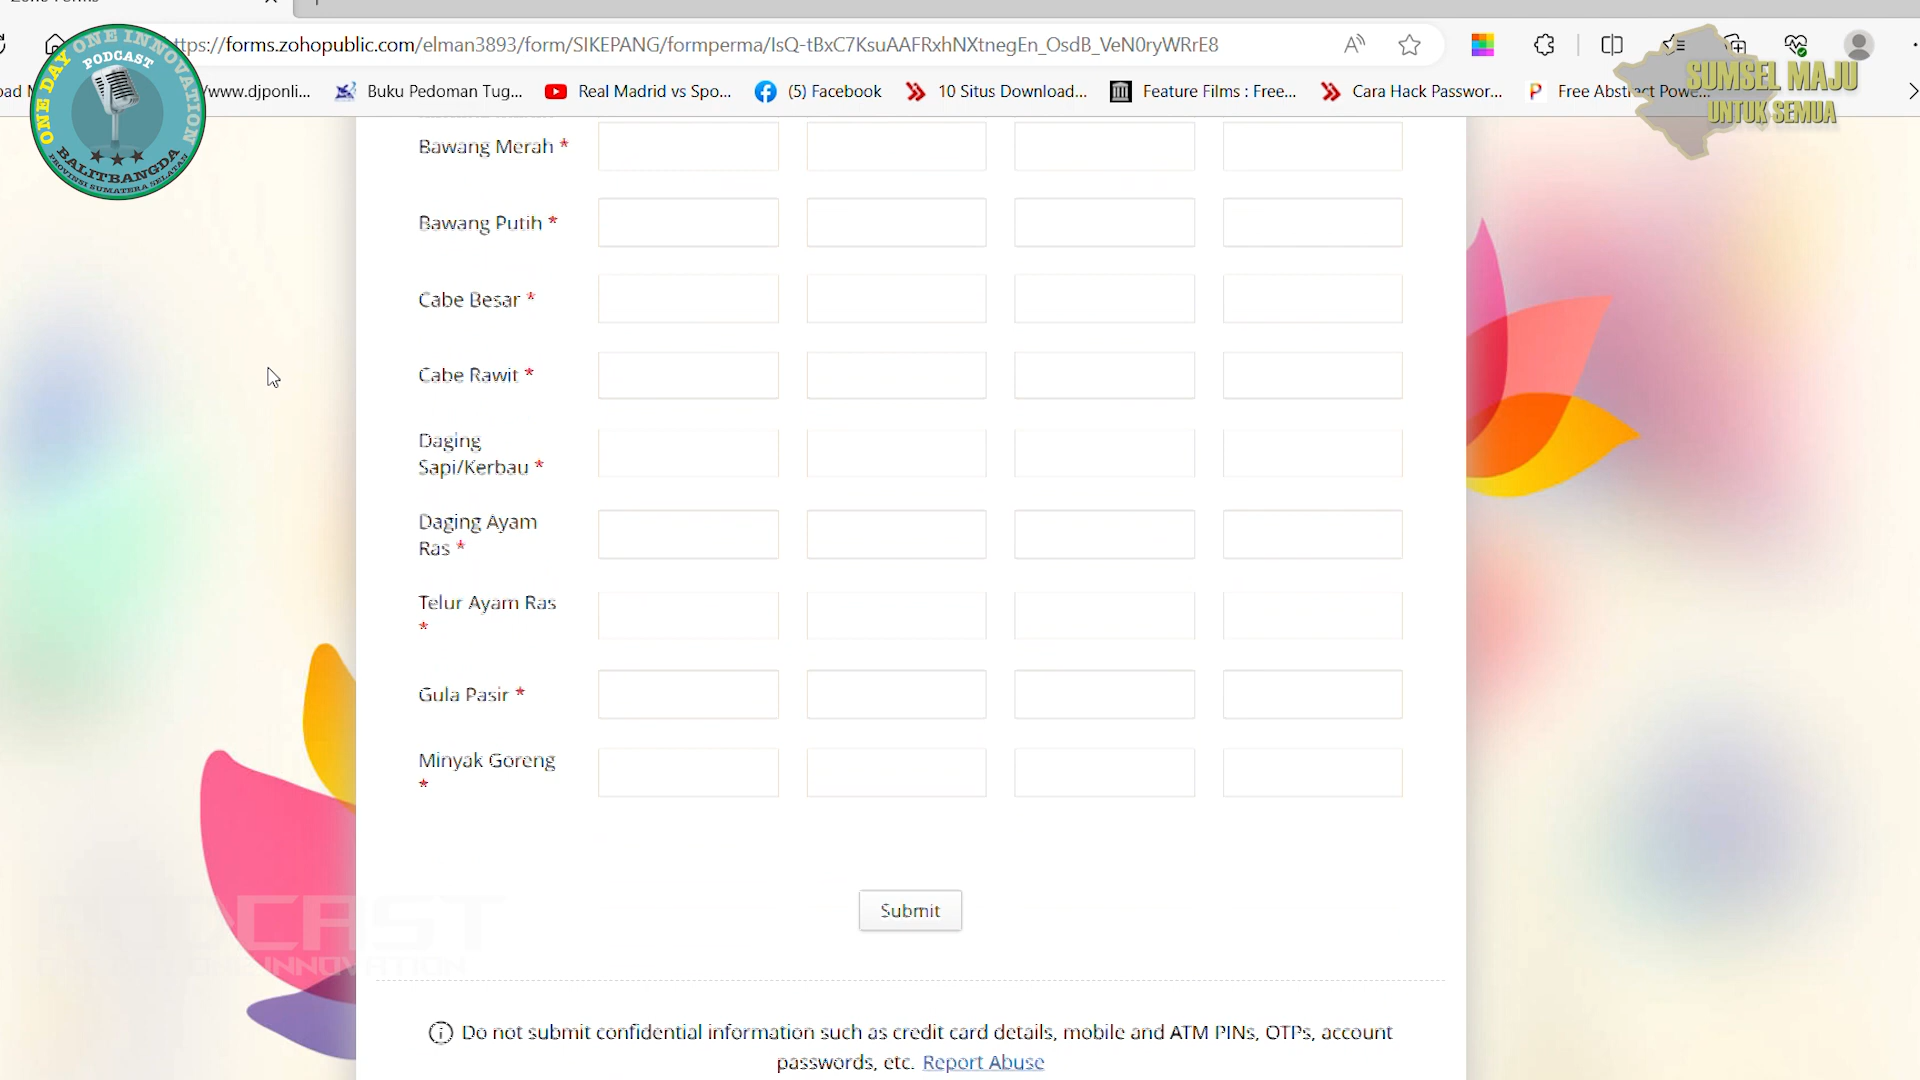 https://forms.zohopublic.com/elman3893/form/SIKEPANG/formperma/IsQ-tBxC7KsuAAFRxhNXtnegEn_OsdB_VeN0ryWRrE8
www.djponli... Buku Pedoman Tug... Real Madrid vs Spo... (5) Facebook 10 Situs Download... Feature Films : Free... Cara Hack Passwor... Free Abstract Powe...
ONE DAY ONE INNOVATION
PODCAST
BALITBANGDA
PROVINSI SUMATERA SELATAN
SUMSEL MAJU
UNTUK SEMUA
Bawang Merah *
Bawang Putih *
Cabe Besar *
Cabe Rawit *
Daging
Sapi/Kerbau *
Daging Ayam
Ras *
Telur Ayam Ras
*
Gula Pasir *
Minyak Goreng
*
Submit
Do not submit confidential information such as credit card details, mobile and ATM PINs, OTPs, account
passwords, etc. Report Abuse